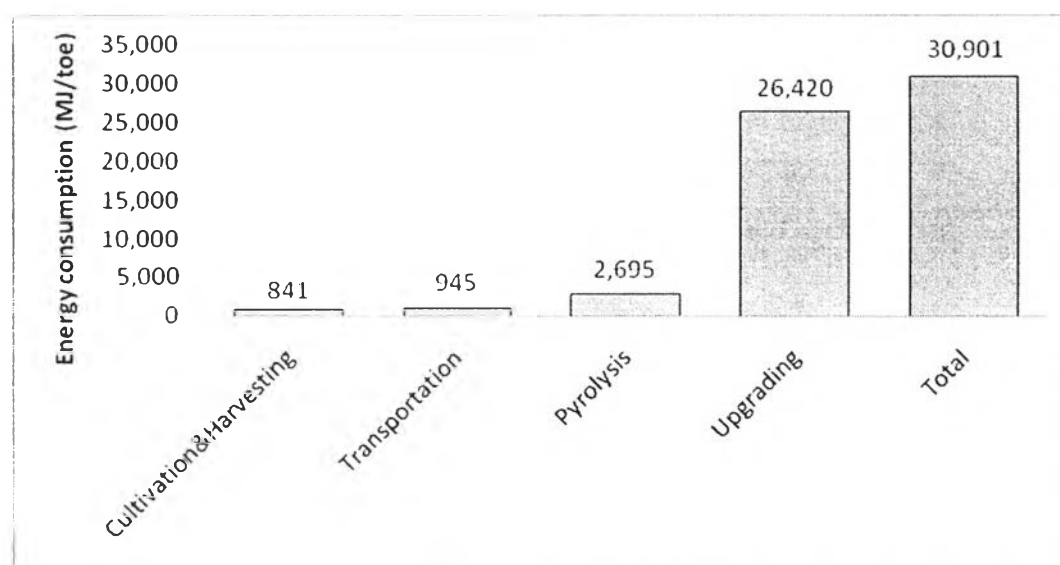 Energy consumption (MJ/toe)
35,000
30,000
25,000
20,000
15,000
10,000
5,000
0
841
945
2,695
26,420
30,901
Cultivation&Harvesting
Transportation
Pyrolysis
Upgrading
Total